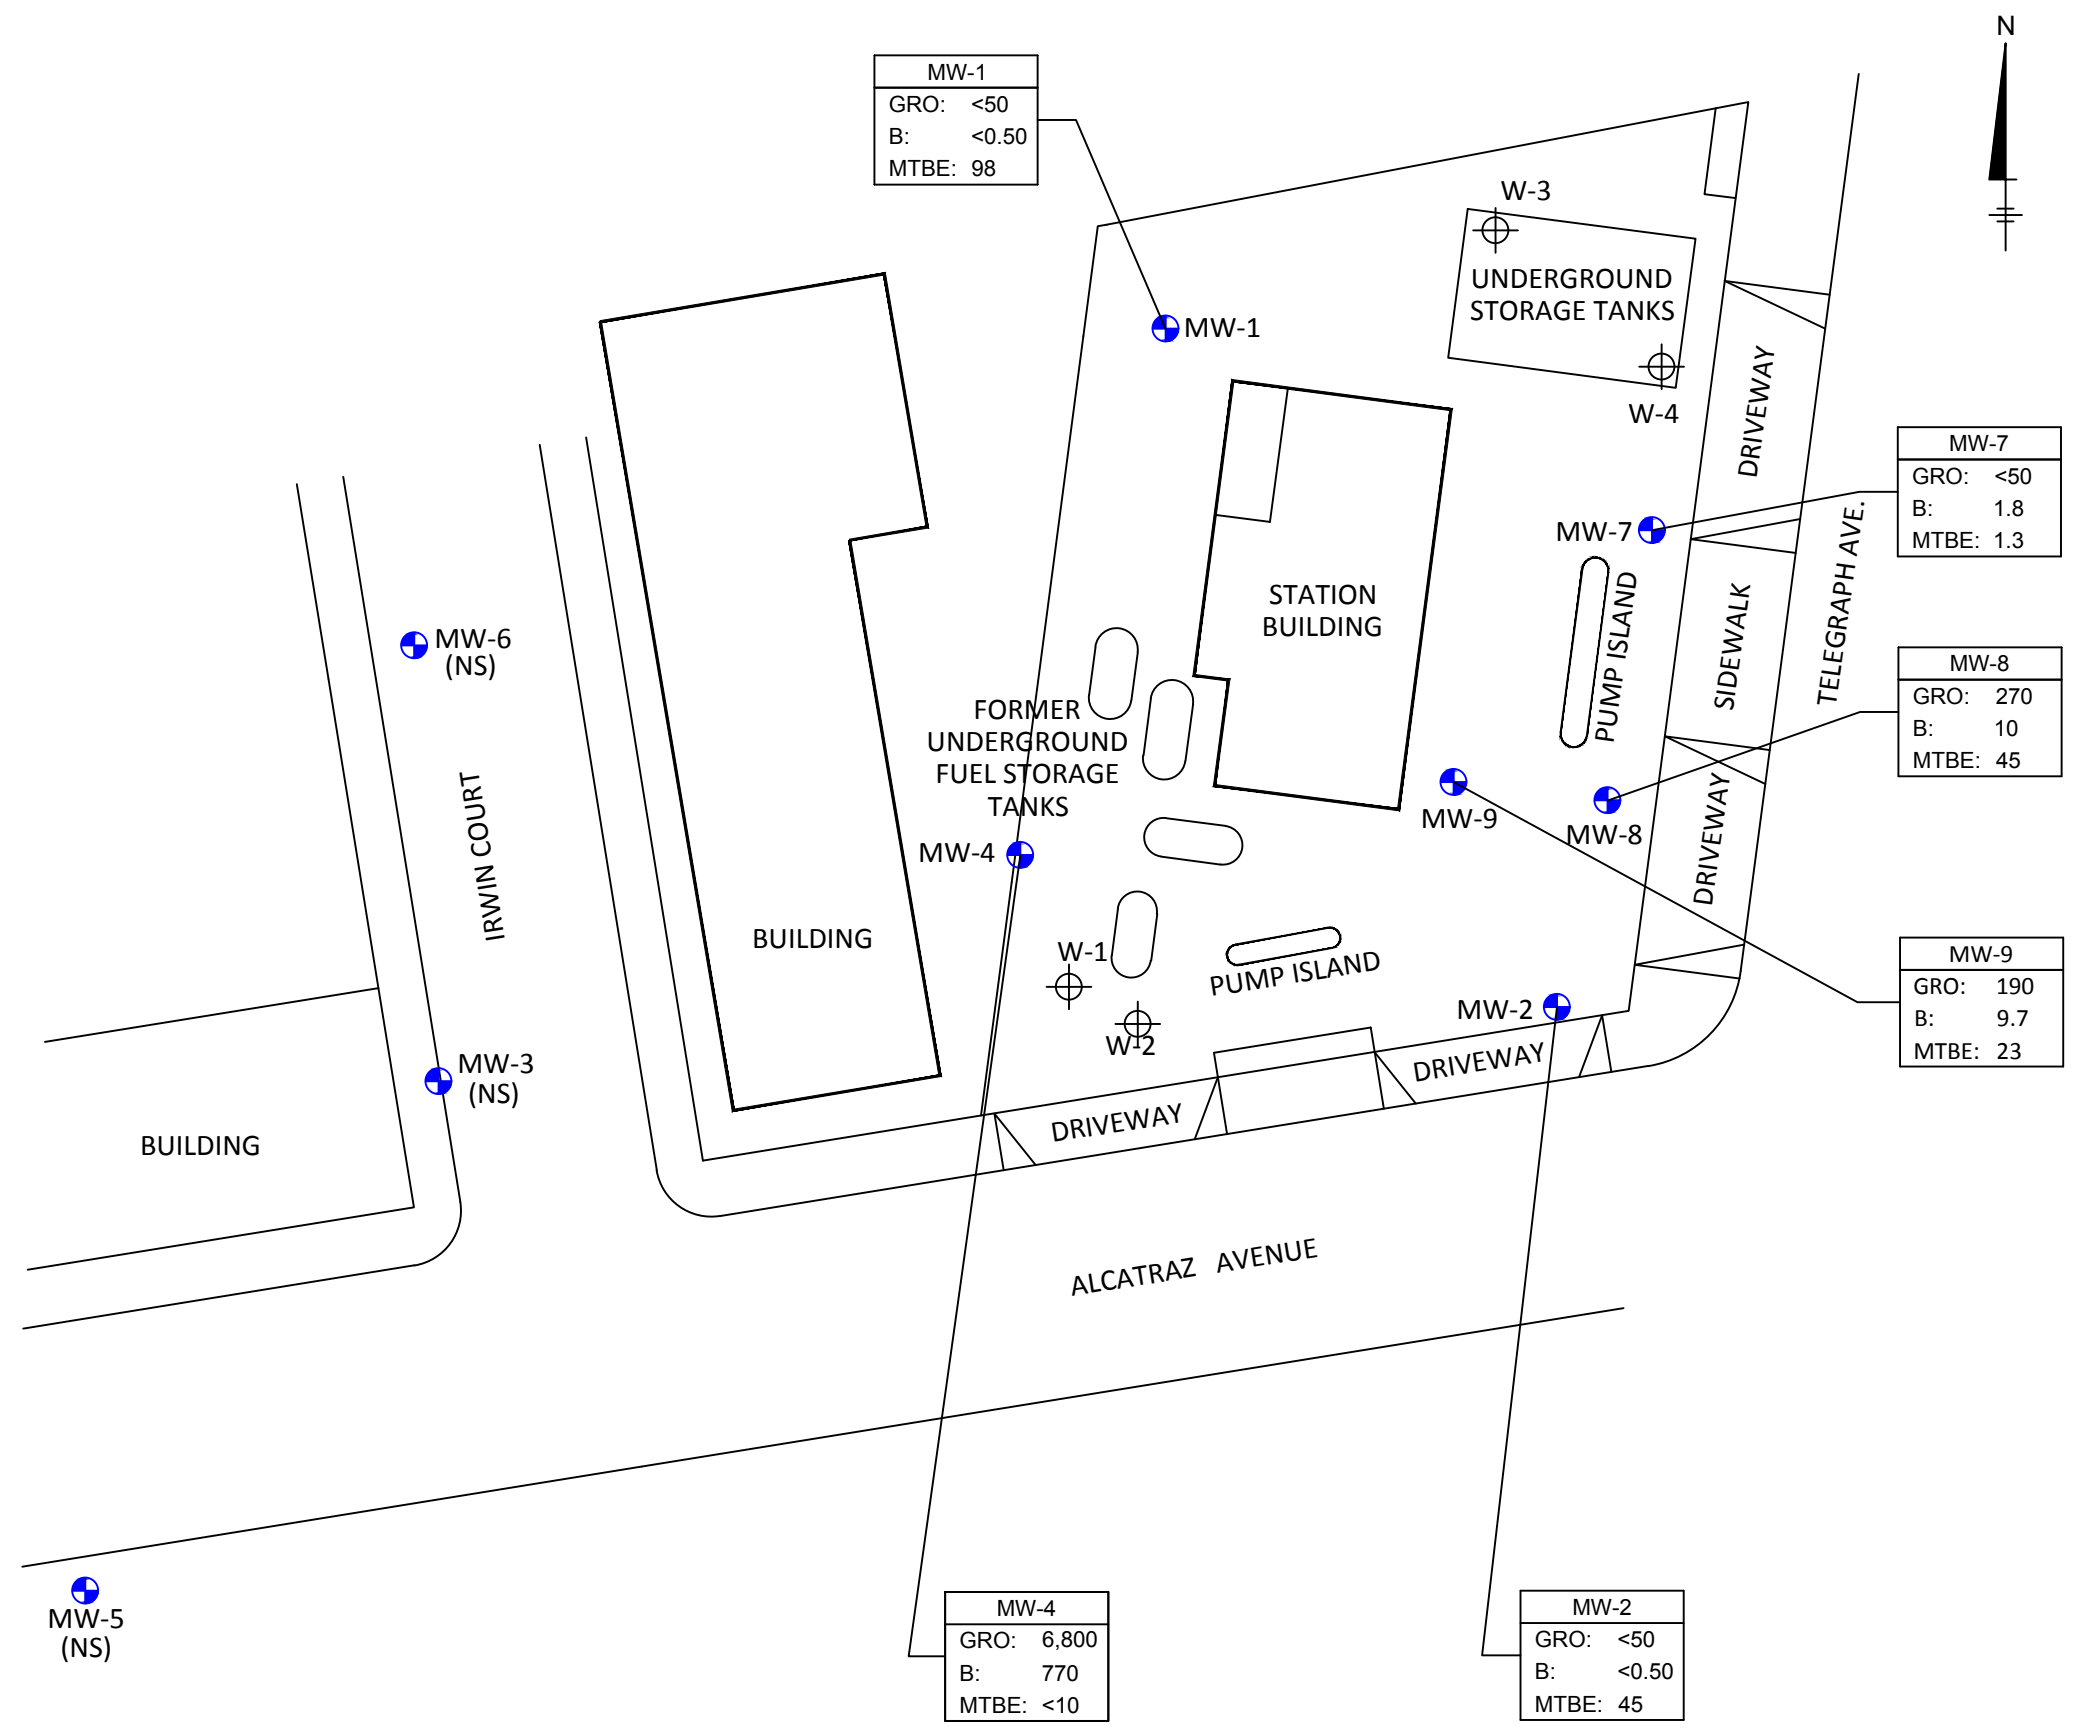 N
MW-1
GRO: <50
B: <0.50
MTBE: 98
W-3
UNDERGROUND
STORAGE TANKS
MW-1
W-4
DRIVEWAY
MW-7
GRO: <50
B: 1.8
MTBE: 1.3
MW-7
TELEGRAPH AVE.
STATION
BUILDING
PUMP ISLAND
SIDEWALK
MW-6
(NS)
MW-8
GRO: 270
B: 10
MTBE: 45
FORMER
UNDERGROUND
FUEL STORAGE
TANKS
IRWIN COURT
MW-9
MW-8
DRIVEWAY
MW-4
BUILDING
W-1
PUMP ISLAND
MW-9
GRO: 190
B: 9.7
MTBE: 23
MW-2
W-2
DRIVEWAY
MW-3
(NS)
DRIVEWAY
BUILDING
ALCATRAZ AVENUE
MW-5
(NS)
MW-4
GRO: 6,800
B: 770
MTBE: <10
MW-2
GRO: <50
B: <0.50
MTBE: 45